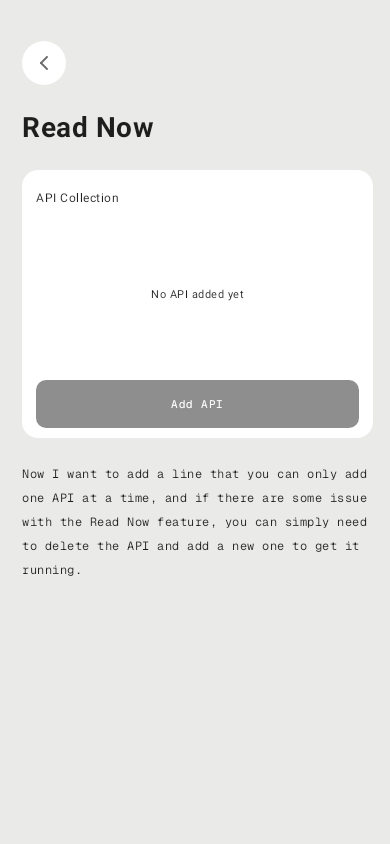 Read Now
API Collection
No API added yet
Add API
Now I want to add a line that you can only add
one API at a time, and if there are some issue
with the Read Now feature, you can simply need
to delete the API and add a new one to get it
running.